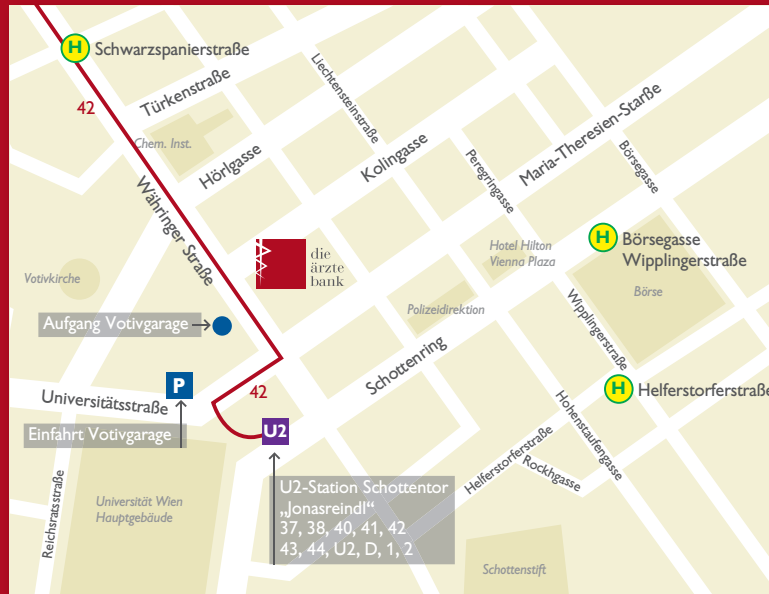 H Schwarzspanierstraße
42
Türkenstraße
Liechtensteinstraße
Chem. Inst.
Hörlgasse
Kolingasse
Maria-Theresien-Starße
Peregringasse
Börsegasse
Währinger Straße
die
ärzte
bank
Votivkirche
Hotel Hilton
Vienna Plaza
H Börsegasse
Wipplingerstraße
Börse
Polizeidirektion
Wipplingerstraße
Aufgang Votivgarage
Schottenring
P
Universitätsstraße
42
H Helferstorferstraße
Einfahrt Votivgarage
U2
Hohenstaufengasse
Helferstorferstraße
Rockhgasse
Reichsratsstraße
Universität Wien
Hauptgebäude
U2-Station Schottentor
„Jonasreindl“
37, 38, 40, 41, 42
43, 44, U2, D, 1, 2
Schottenstift